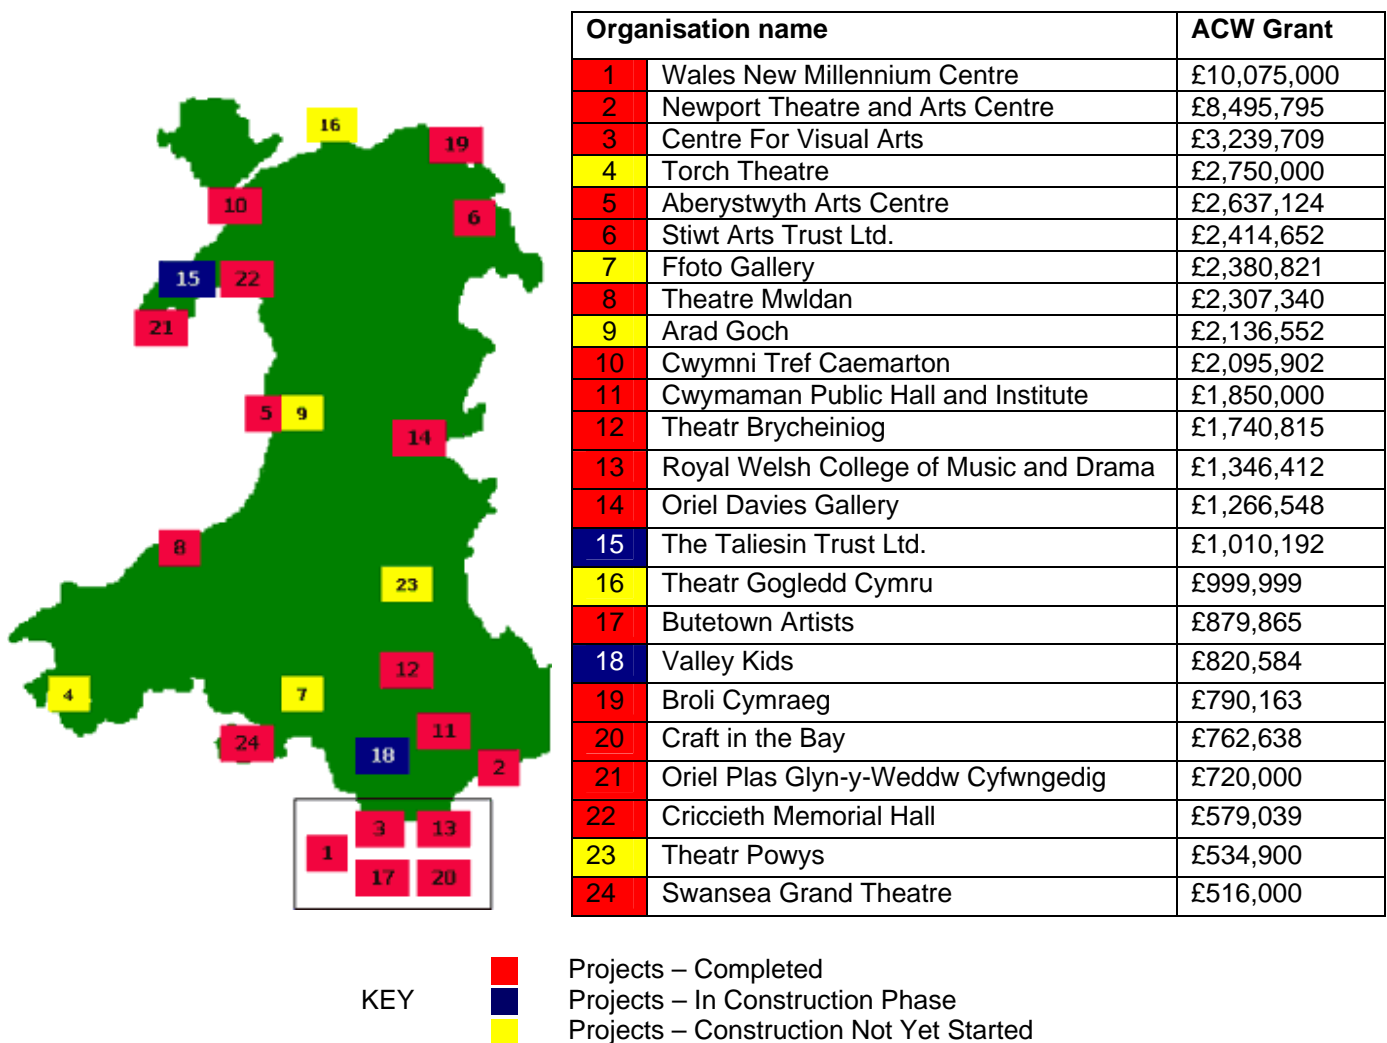 16
19
10
6
15
22
21
5
9
14
8
23
12
4
7
11
24
18
2
3
13
1
17
20
Organisation name ACW Grant
1 Wales New Millennium Centre £10,075,000
2 Newport Theatre and Arts Centre £8,495,795
3 Centre For Visual Arts £3,239,709
4 Torch Theatre £2,750,000
5 Aberystwyth Arts Centre £2,637,124
6 Stiwt Arts Trust Ltd. £2,414,652
7 Ffoto Gallery £2,380,821
8 Theatre Mwldan £2,307,340
9 Arad Goch £2,136,552
10 Cwymni Tref Caemarton £2,095,902
11 Cwymaman Public Hall and Institute £1,850,000
12 Theatr Brycheiniog £1,740,815
13 Royal Welsh College of Music and Drama £1,346,412
14 Oriel Davies Gallery £1,266,548
15 The Taliesin Trust Ltd. £1,010,192
16 Theatr Gogledd Cymru £999,999
17 Butetown Artists £879,865
18 Valley Kids £820,584
19 Broli Cymraeg £790,163
20 Craft in the Bay £762,638
21 Oriel Plas Glyn-y-Weddw Cyfwngedig £720,000
22 Criccieth Memorial Hall £579,039
23 Theatr Powys £534,900
24 Swansea Grand Theatre £516,000
KEY
Projects – Completed
Projects – In Construction Phase
Projects – Construction Not Yet Started